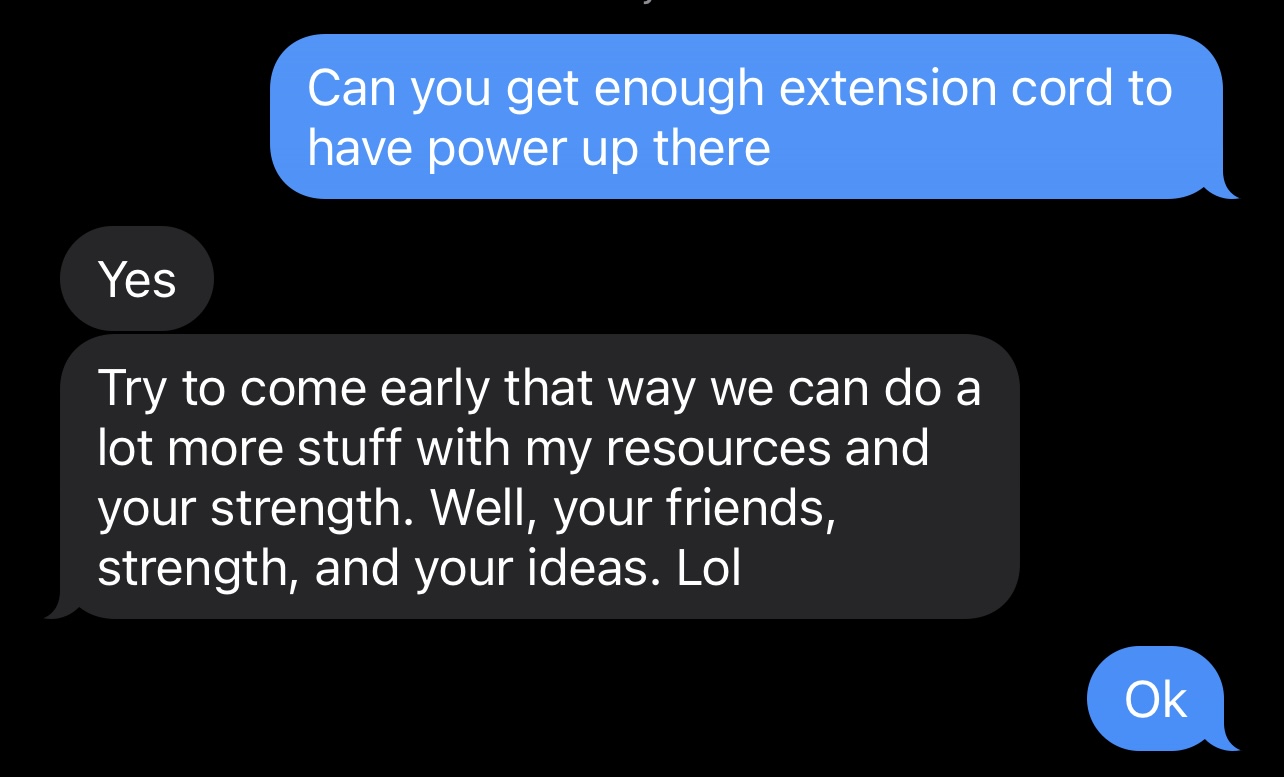 Can you get enough extension cord to
have power up there
Yes
Try to come early that way we can do a
lot more stuff with my resources and
your strength. Well, your friends,
strength, and your ideas. Lol
Ok